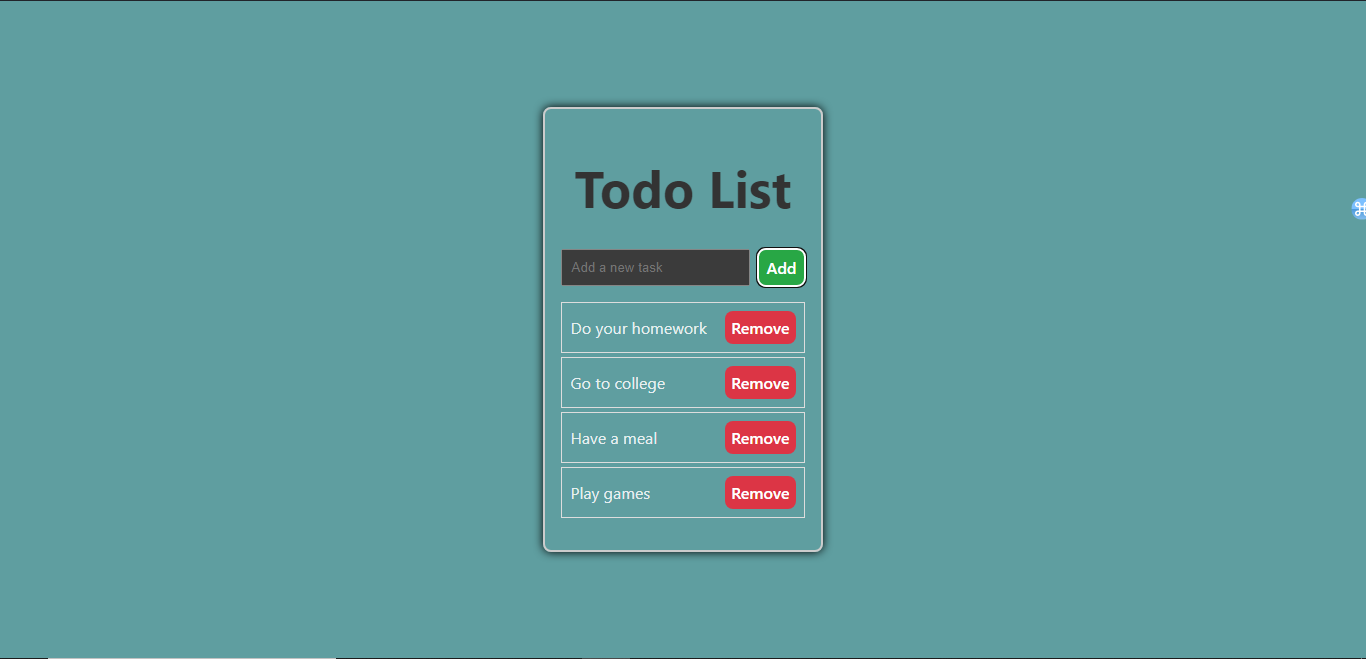 Todo List
Add a new task Add
Do your homework Remove
Go to college Remove
Have a meal Remove
Play games Remove